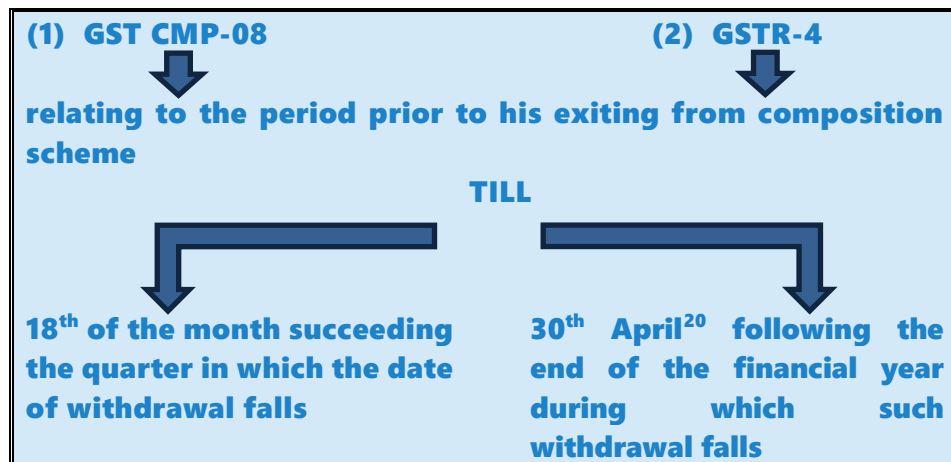 (1) GST CMP-08 (2) GSTR-4
relating to the period prior to his exiting from composition
scheme
TILL
18th of the month succeeding
the quarter in which the date
of withdrawal falls
30th April20 following the
end of the financial year
during which such
withdrawal falls